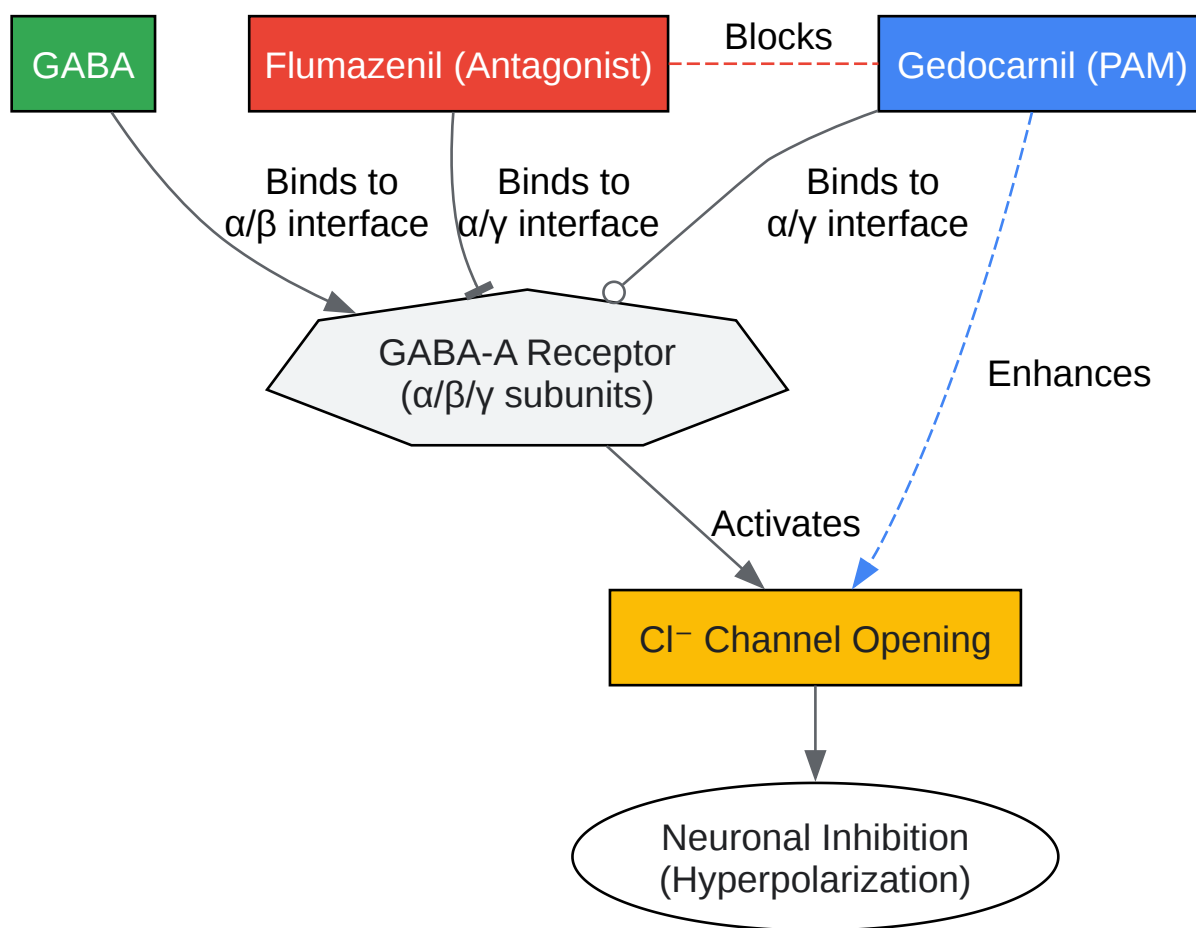 GABA
Flumazenil (Antagonist)
Blocks
Gedocarnil (PAM)
Binds to
α/β interface
Binds to
α/γ interface
Binds to
α/γ interface
GABA-A Receptor
(α/β/γ subunits)
Enhances
Activates
Cl⁻ Channel Opening
Neuronal Inhibition
(Hyperpolarization)